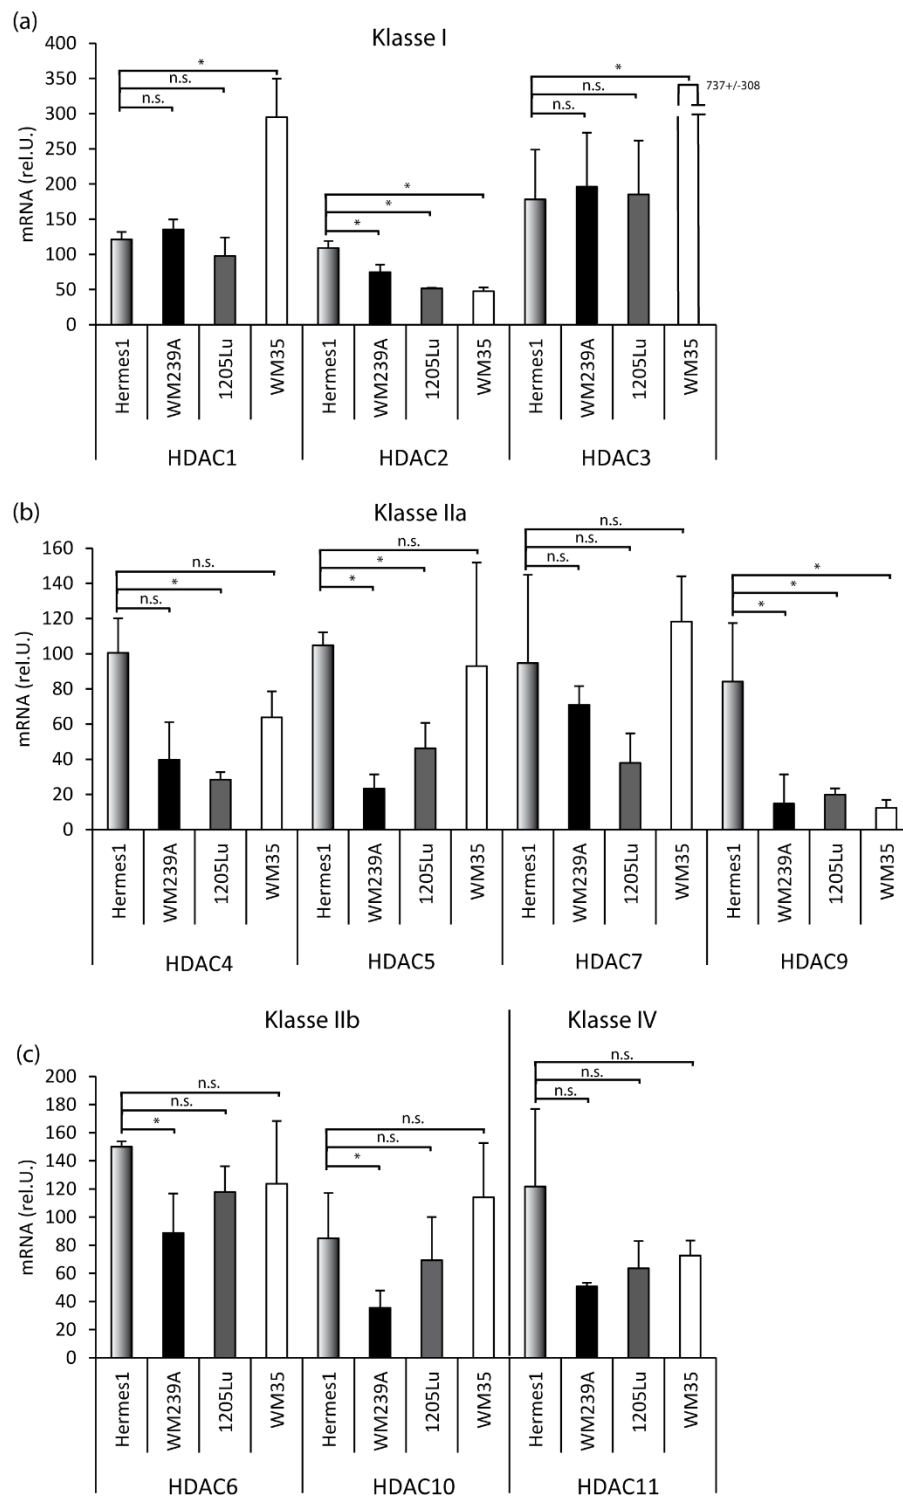 (a)
Klasse I
mRNA (rel.U.)
400
350
300
250
200
150
100
50
0
n.s.
n.s.
*
*
*
*
n.s.
n.s.
*
737+/-308
Hermes1
WM239A
1205Lu
WM35
Hermes1
WM239A
1205Lu
WM35
Hermes1
WM239A
1205Lu
WM35
HDAC1
HDAC2
HDAC3
(b)
Klasse IIa
mRNA (rel.U.)
160
140
120
100
80
60
40
20
0
n.s.
*
n.s.
*
*
n.s.
n.s.
n.s.
n.s.
*
*
*
Hermes1
WM239A
1205Lu
WM35
Hermes1
WM239A
1205Lu
WM35
Hermes1
WM239A
1205Lu
WM35
Hermes1
WM239A
1205Lu
WM35
HDAC4
HDAC5
HDAC7
HDAC9
Klasse IIb
Klasse IV
(c)
mRNA (rel.U.)
200
180
160
140
120
100
80
60
40
20
0
*
n.s.
n.s.
*
n.s.
n.s.
n.s.
n.s.
n.s.
Hermes1
WM239A
1205Lu
WM35
Hermes1
WM239A
1205Lu
WM35
Hermes1
WM239A
1205Lu
WM35
HDAC6
HDAC10
HDAC11